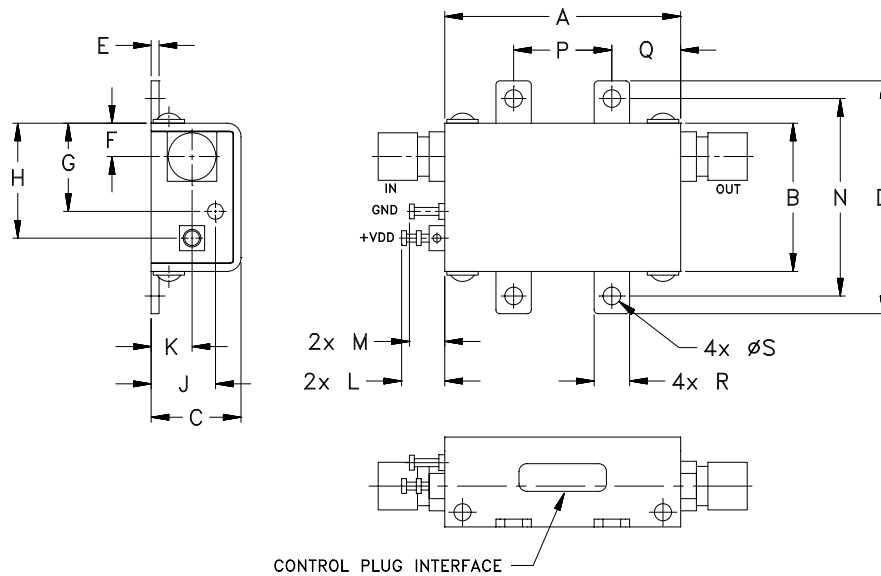 A
E
P
Q
F
G
H
IN
OUT
GND
+VDD
B
N
D
K
J
C
2x M
2x L
4x ØS
4x R
CONTROL PLUG INTERFACE